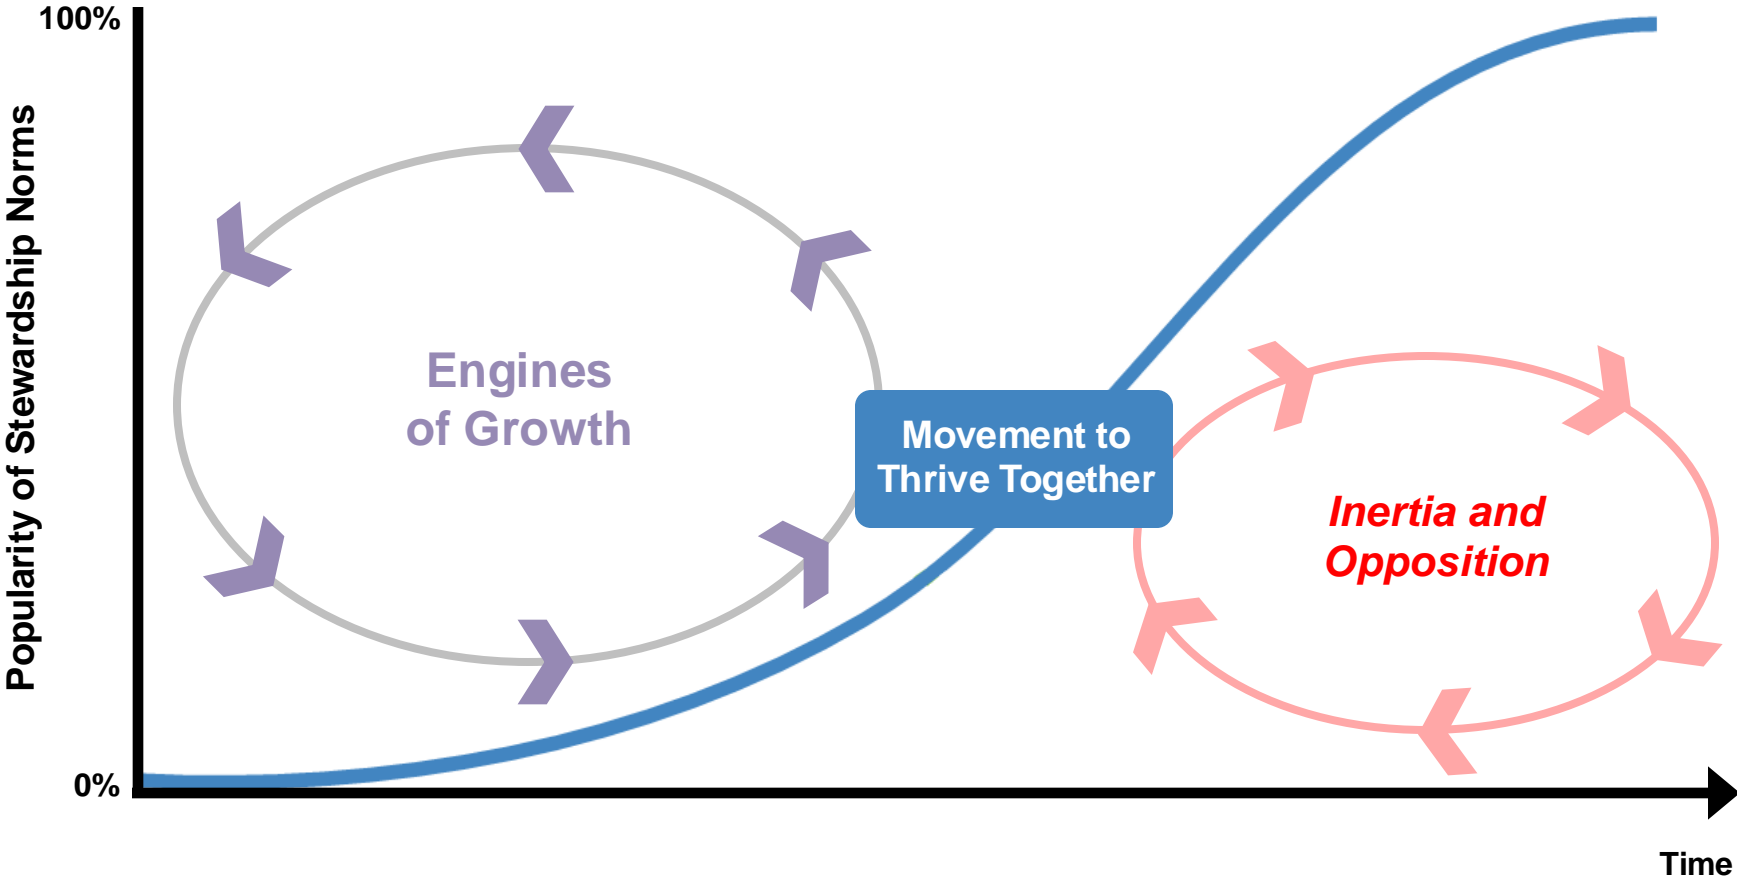 100%
Popularity of Stewardship Norms
Engines
of Growth
Movement to
Thrive Together
Inertia and
Opposition
0%
Time